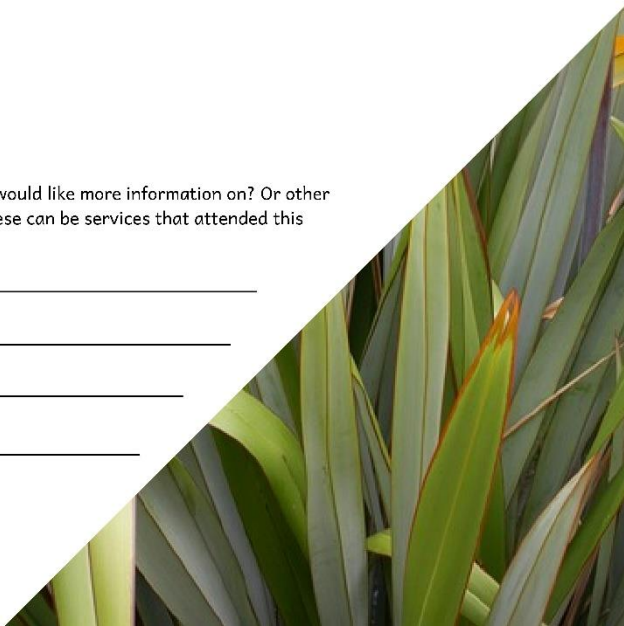 would like more information on? Or other
ese can be services that attended this